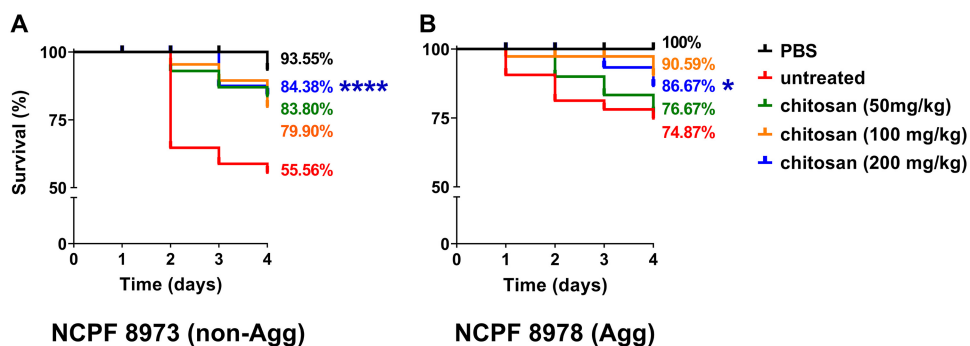 A
Survival (%)
100
75
50
0
0 1 2 3 4
Time (days)
93.55%
84.38% ****
83.80%
79.90%
55.56%
NCPF 8973 (non-Agg)
B
100
75
50
0
0 1 2 3 4
Time (days)
100%
90.59%
86.67% *
76.67%
74.87%
NCPF 8978 (Agg)
PBS
untreated
chitosan (50mg/kg)
chitosan (100 mg/kg)
chitosan (200 mg/kg)